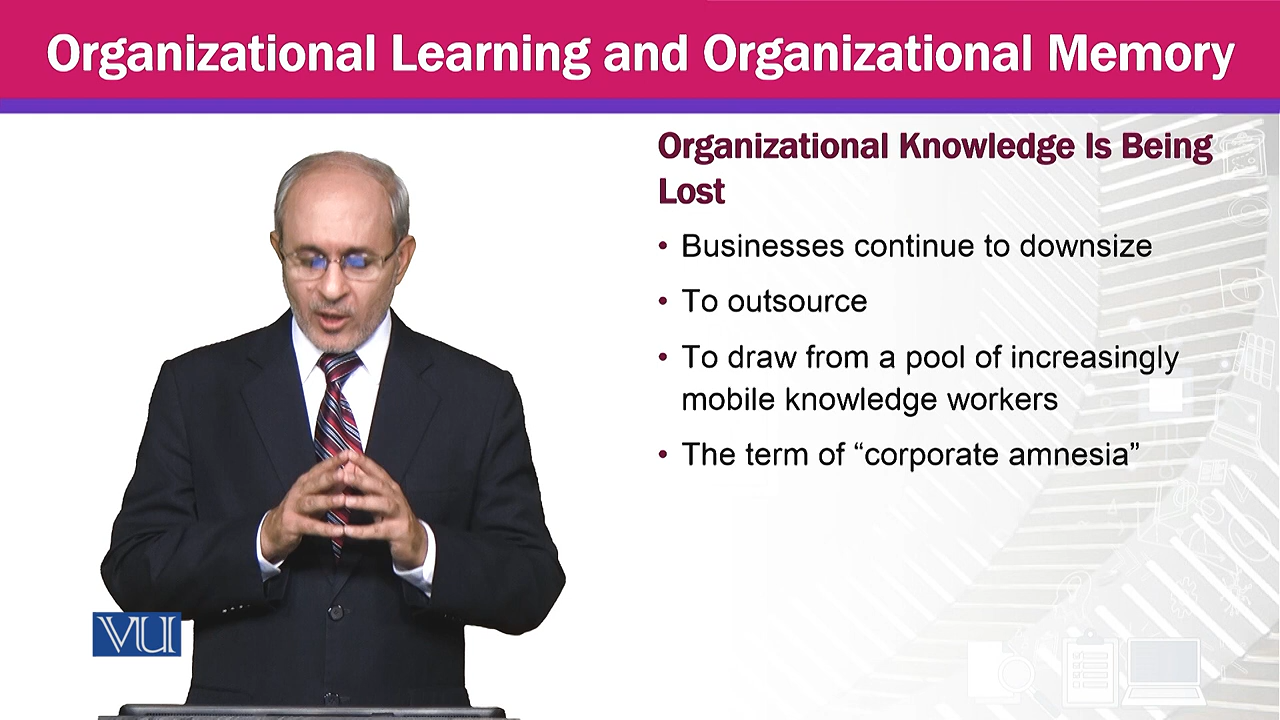 Organizational Learning and Organizational Memory
Organizational Knowledge Is Being
Lost
• Businesses continue to downsize
• To outsource
• To draw from a pool of increasingly
mobile knowledge workers
• The term of “corporate amnesia”
VU